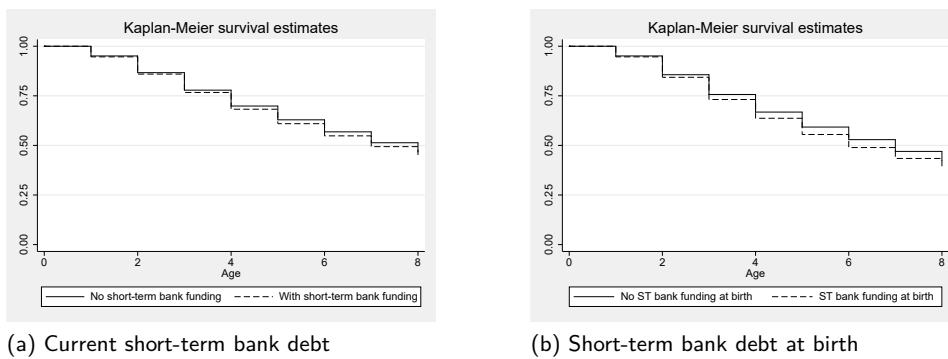 Kaplan-Meier survival estimates
1.00
0.75
0.50
0.25
0.00
0 2 4 6 8
Age
No short-term bank funding With short-term bank funding
(a) Current short-term bank debt
Kaplan-Meier survival estimates
1.00
0.75
0.50
0.25
0.00
0 2 4 6 8
Age
No ST bank funding at birth ST bank funding at birth
(b) Short-term bank debt at birth